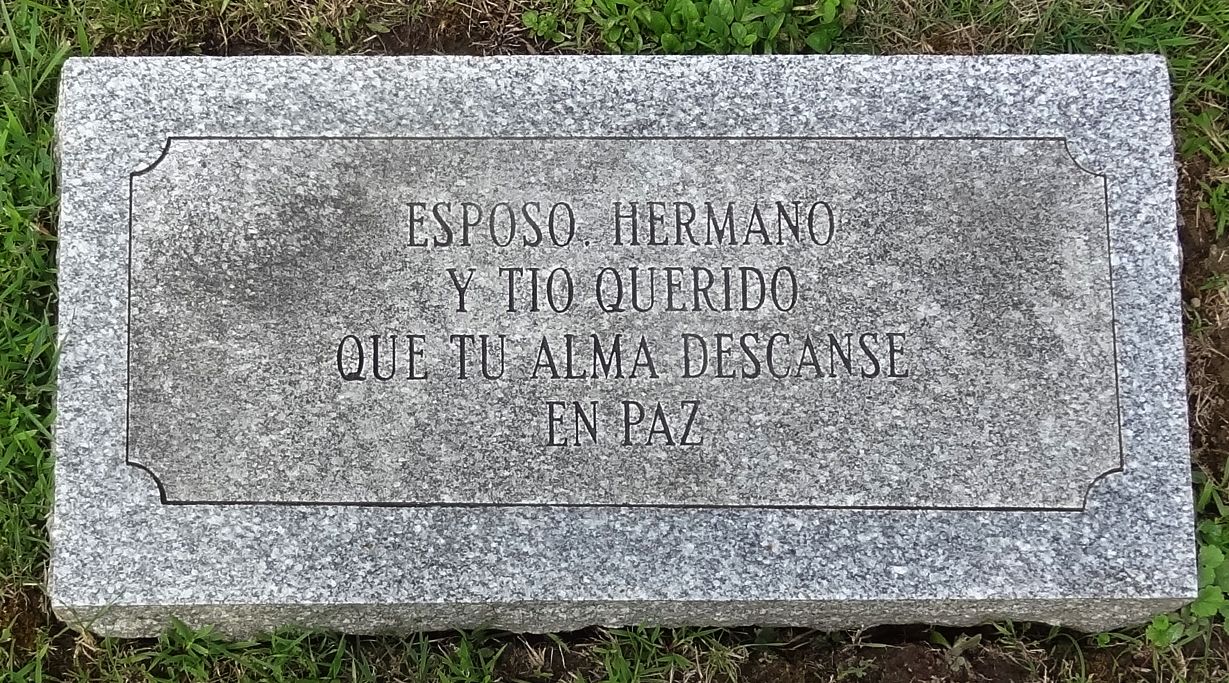 ESPOSO, HERMANO
Y TIO QUERIDO
QUE TU ALMA DESCANSE
EN PAZ